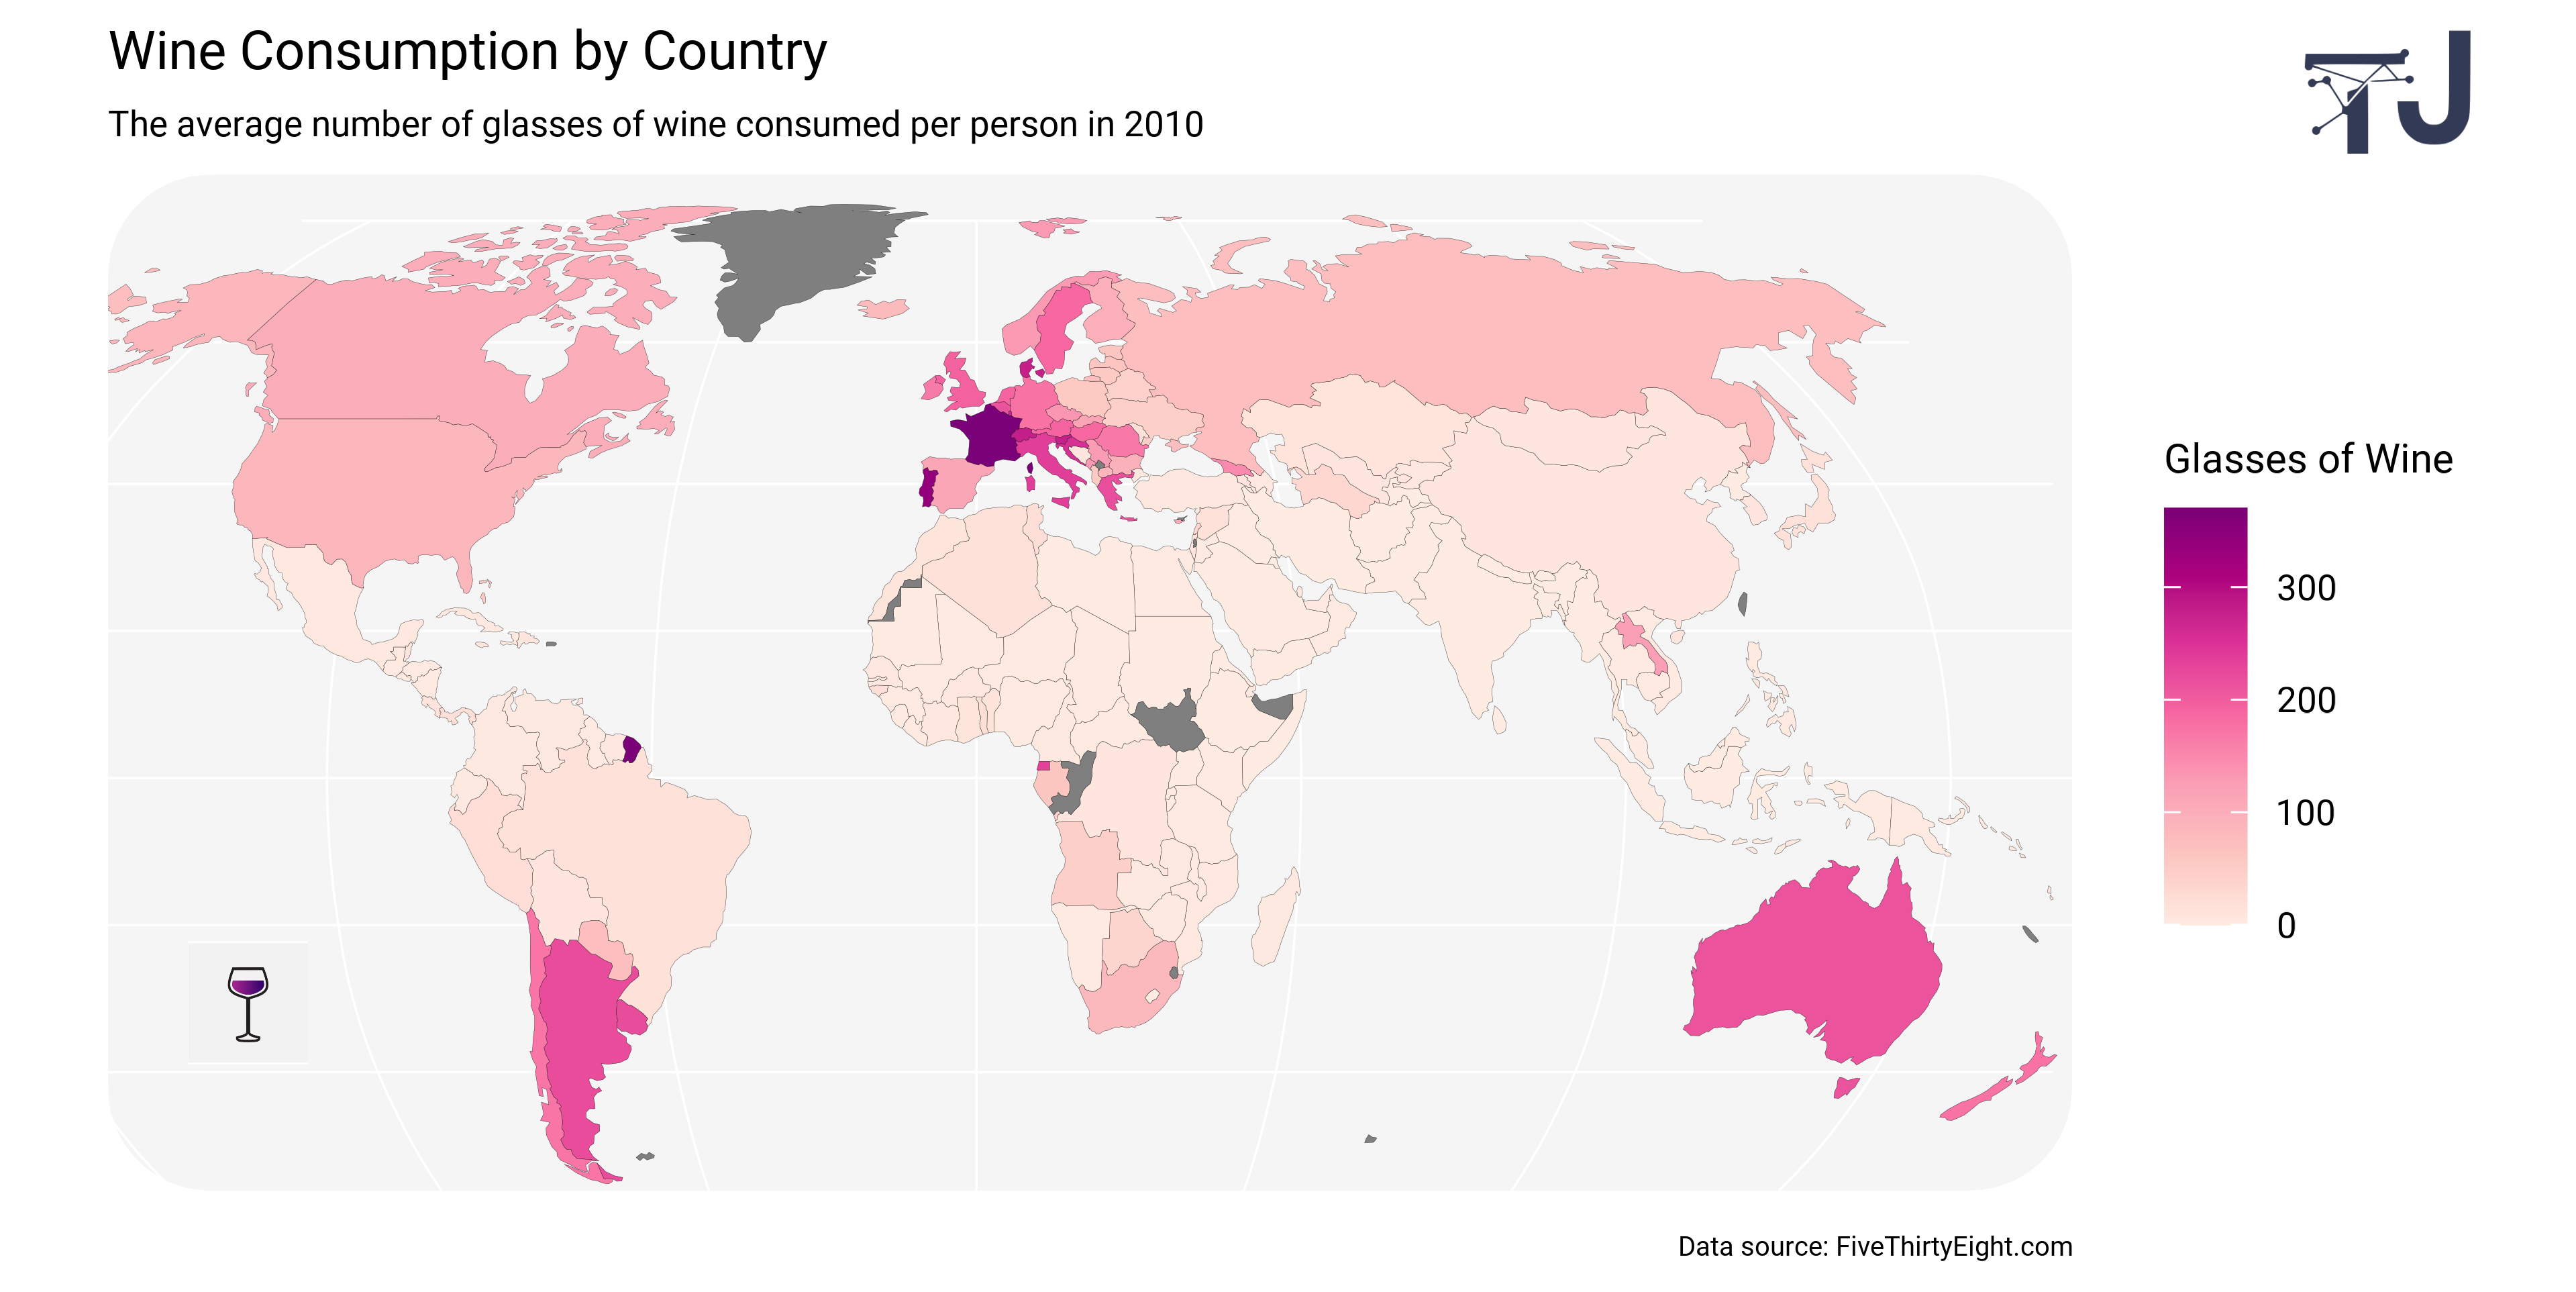 Wine Consumption by Country
The average number of glasses of wine consumed per person in 2010
TJ
Glasses of Wine
300
200
100
0
Data source: FiveThirtyEight.com